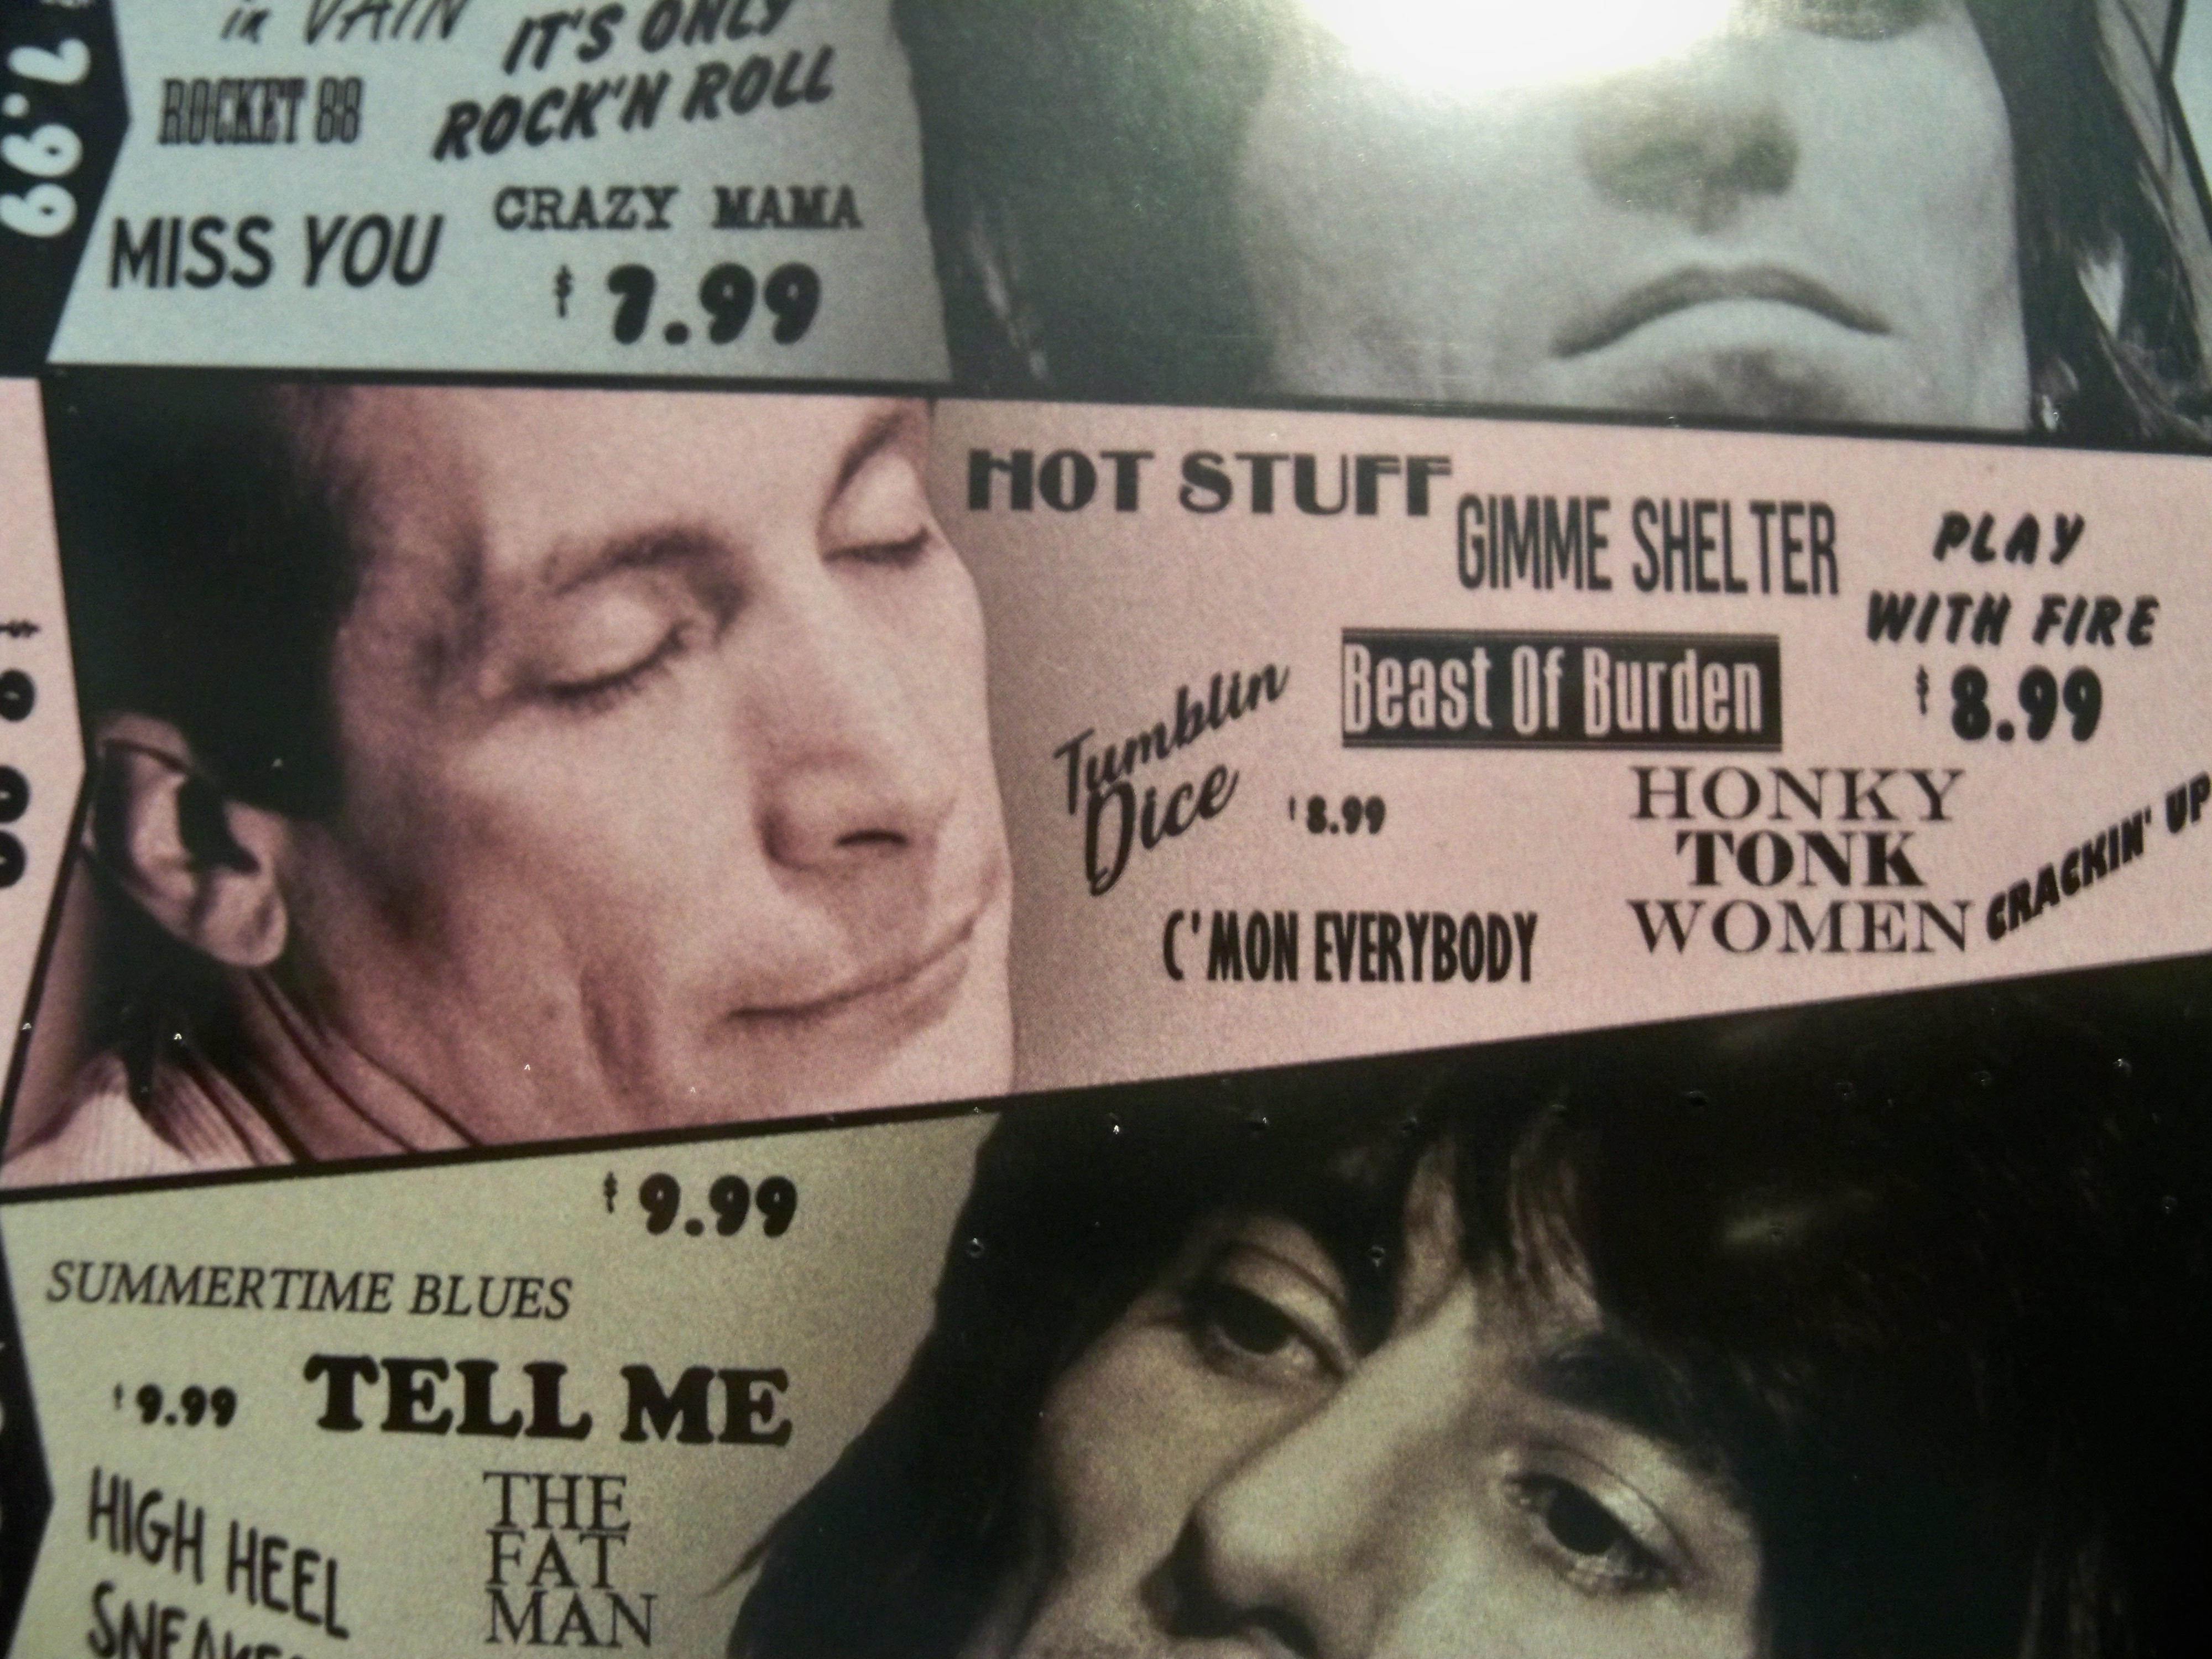 7.99
in VAIN
IT'S ONLY
ROCK'N ROLL
ROCKET 88
MISS YOU
CRAZY MAMA
$ 7.99
HOT STUFF
GIMME SHELTER
PLAY
WITH FIRE
$ 8.99
Beast Of Burden
Tumblin
Dice
$ 8.99
HONKY
TONK
WOMEN
CRACKIN' UP
C'MON EVERYBODY
$ 9.99
SUMMERTIME BLUES
$ 9.99
TELL ME
HIGH HEEL
THE
FAT
MAN